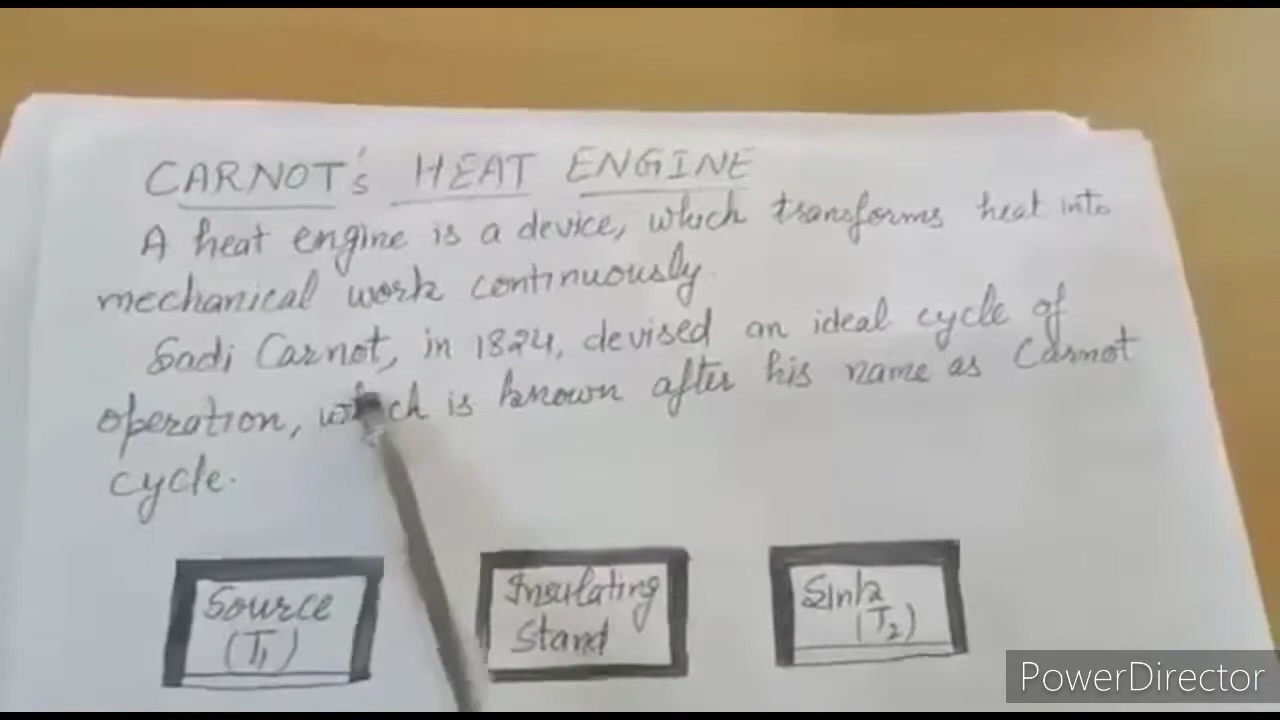 CARNOT's HEAT ENGINE
A heat engine is a device, which transforms heat into
mechanical work continuously.
Sadi Carnot, in 1824, devised an ideal cycle of
operation, which is known after his name as Carnot
cycle.
Source
(T1)
Insulating
Stand
Sink
(T2)
PowerDirector